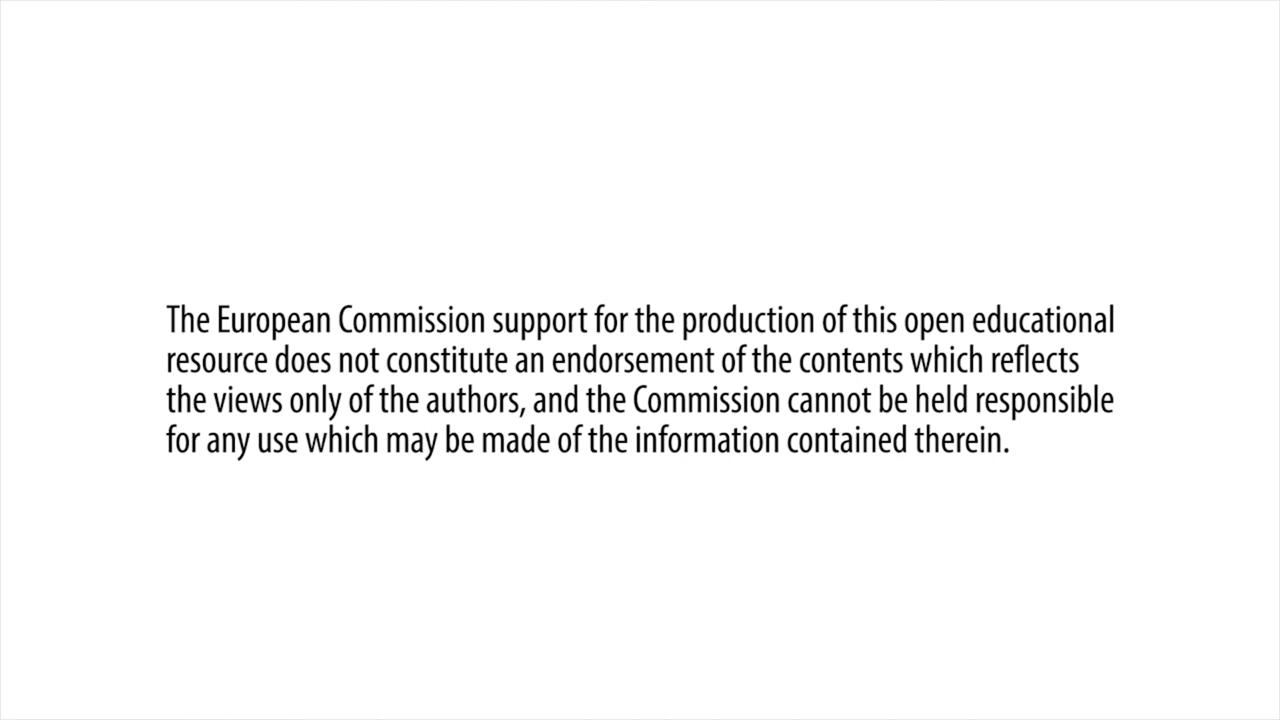 The European Commission support for the production of this open educational
resource does not constitute an endorsement of the contents which reflects
the views only of the authors, and the Commission cannot be held responsible
for any use which may be made of the information contained therein.